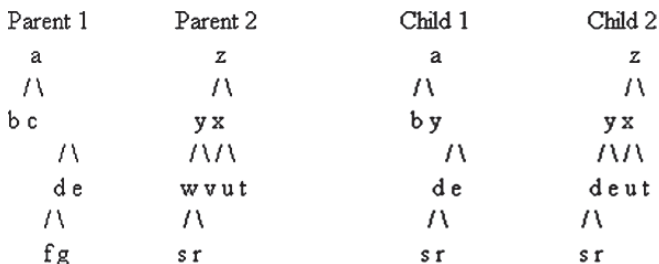 Parent 1 Parent 2 Child 1 Child 2
a z a z
/\ /\ /\ /\
b c y x b y y x
/\ /\/\ /\ /\/\
d e w v u t d e d e u t
/\ /\ /\ /\
f g s r s r s r